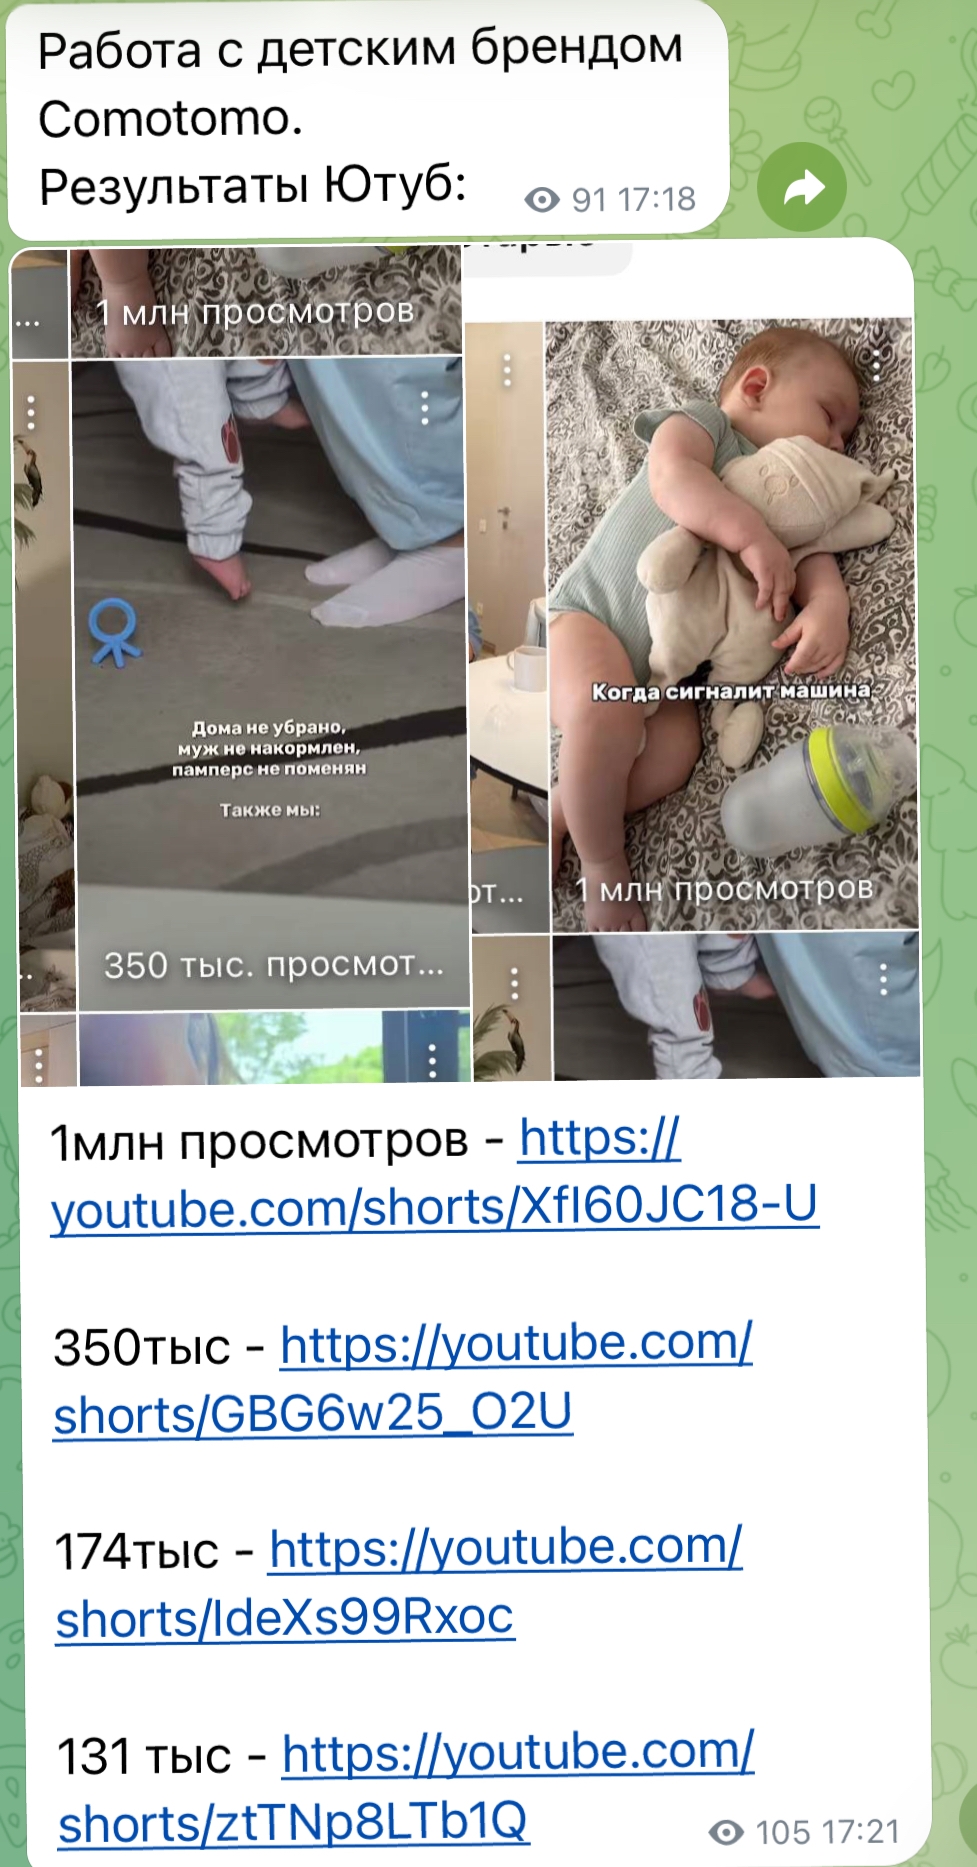 Работа с детским брендом
Comotomo.
Результаты Ютуб:
91 17:18
...
1 млн просмотров
Дома не убрано,
муж не накормлен,
памперс не поменян
Также мы:
350 тыс. просмот...
Когда сигналит машина
от...
1 млн просмотров
1млн просмотров - https://
youtube.com/shorts/XfI60JC18-U
350тыс - https://youtube.com/
shorts/GBG6w25_O2U
174тыс - https://youtube.com/
shorts/IdeXs99Rxoc
131 тыс - https://youtube.com/
shorts/ztTNp8LTb1Q
105 17:21